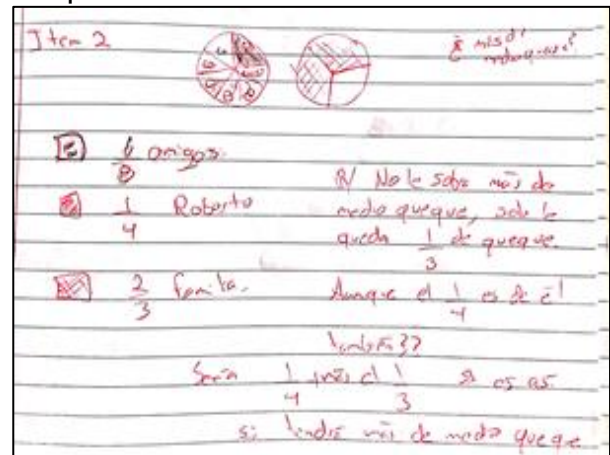 Item 2
¿ más de medio queque?
6/8 amigos.
1/4 Roberto
2/3 familia.
R/ No le sobra más de
medio queque, solo le
queda 1/3 de queque.
Aunque el 1/4 es de él
también??
Sería 1/4 más el 1/3 si es así
si tendría más de medio queque